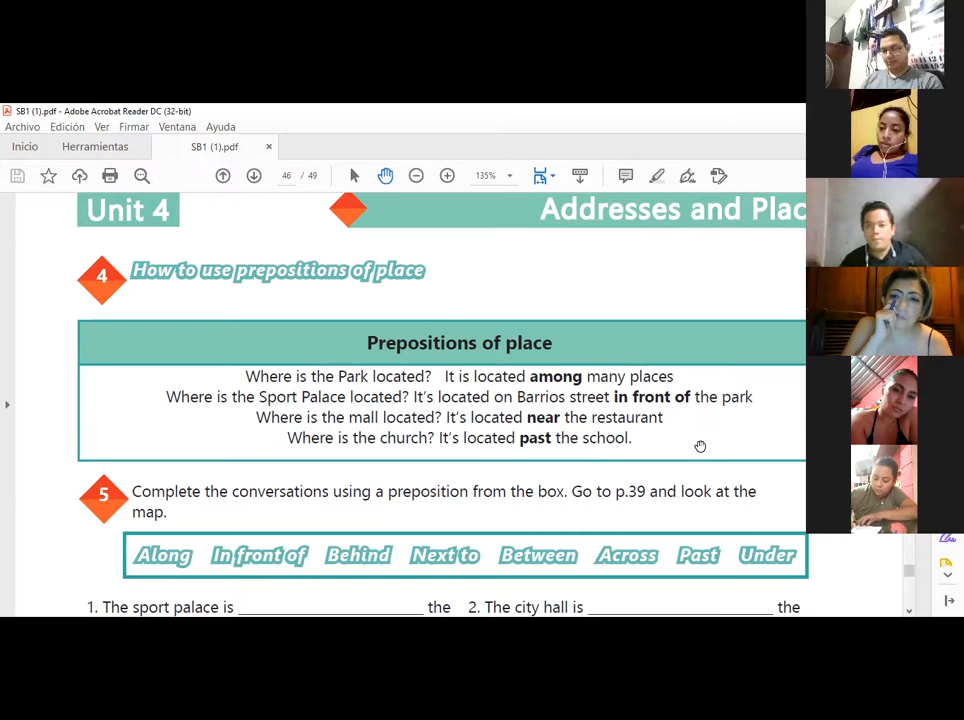 SB1 (1).pdf - Adobe Acrobat Reader DC (32-bit)
Archivo Edición Ver Firmar Ventana Ayuda
Inicio Herramientas SB1 (1).pdf ×
46 / 49 135%
Unit 4 Addresses and Plac
4 How to use prepositions of place
Prepositions of place
Where is the Park located? It is located among many places
Where is the Sport Palace located? It's located on Barrios street in front of the park
Where is the mall located? It's located near the restaurant
Where is the church? It's located past the school.
5 Complete the conversations using a preposition from the box. Go to p.39 and look at the
map.
Along In front of Behind Next to Between Across Past Under
1. The sport palace is ____________________ the 2. The city hall is ____________________ the